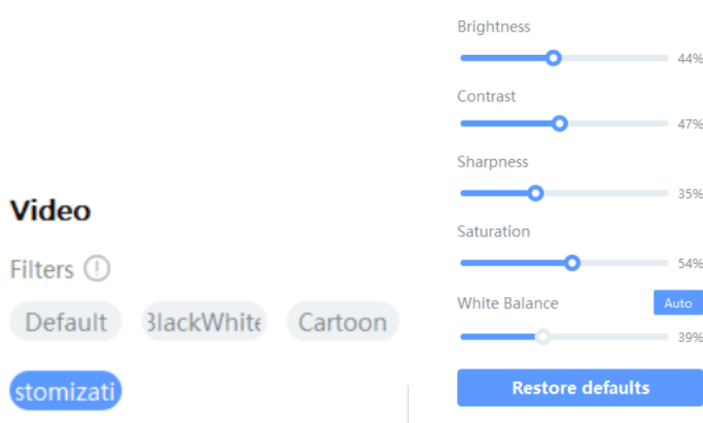 Video
Filters
Default BlackWhite Cartoon
stomizati
Brightness
44%
Contrast
47%
Sharpness
35%
Saturation
54%
White Balance Auto
39%
Restore defaults